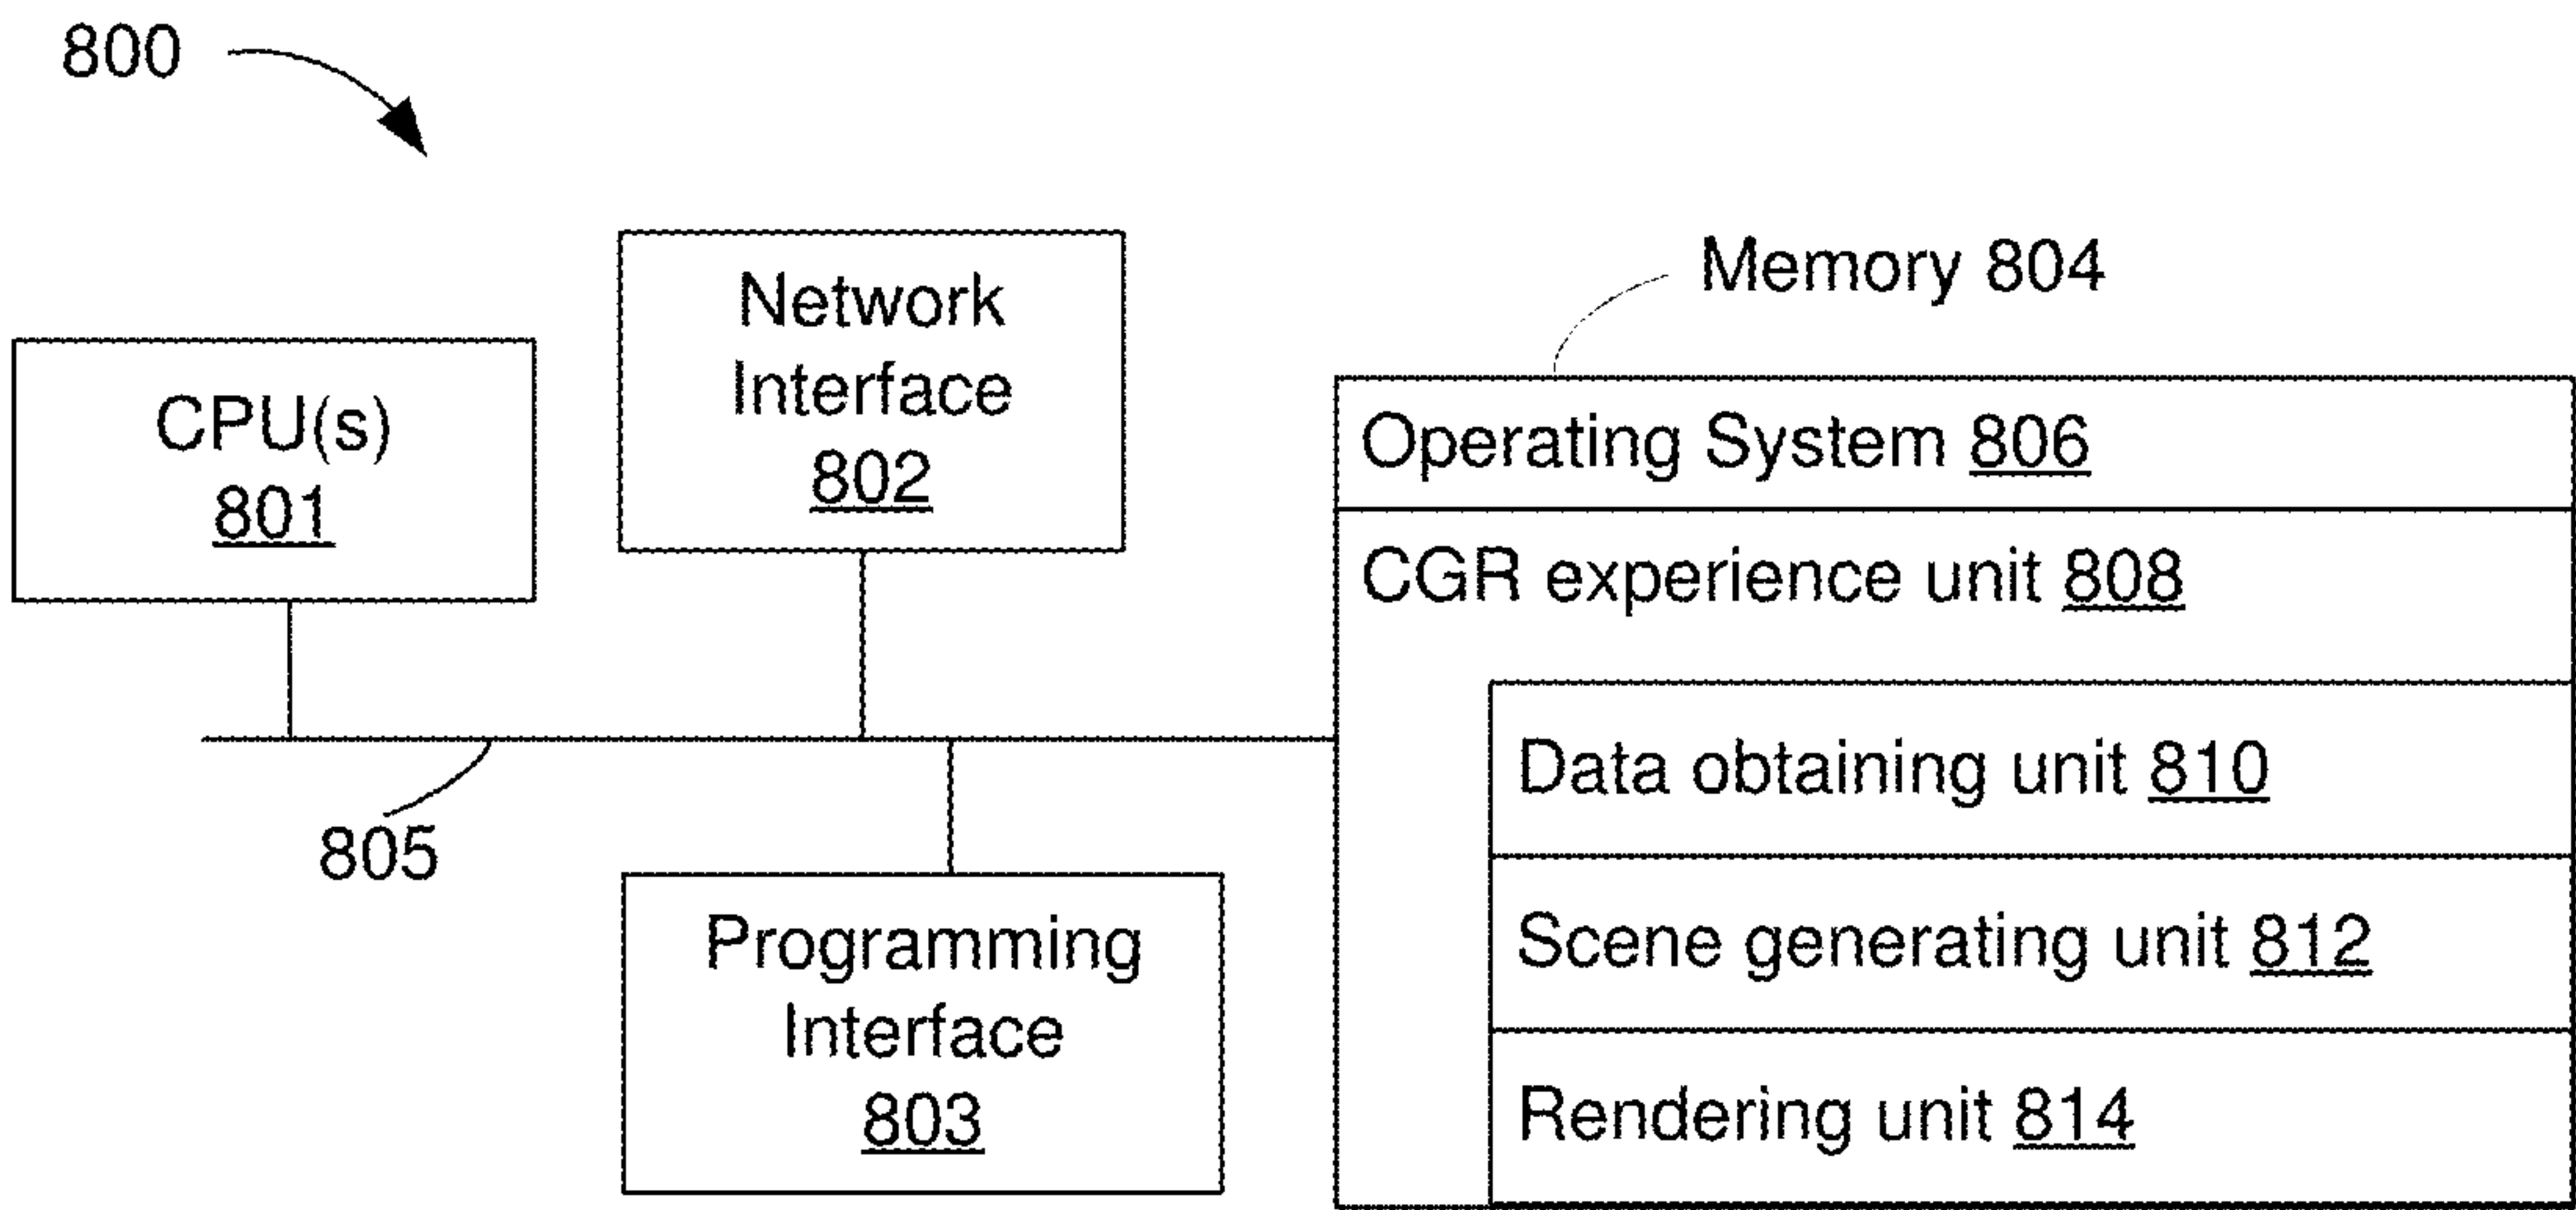 800
CPU(s)
801
Network
Interface
802
805
Programming
Interface
803
Memory 804
Operating System 806
CGR experience unit 808
Data obtaining unit 810
Scene generating unit 812
Rendering unit 814